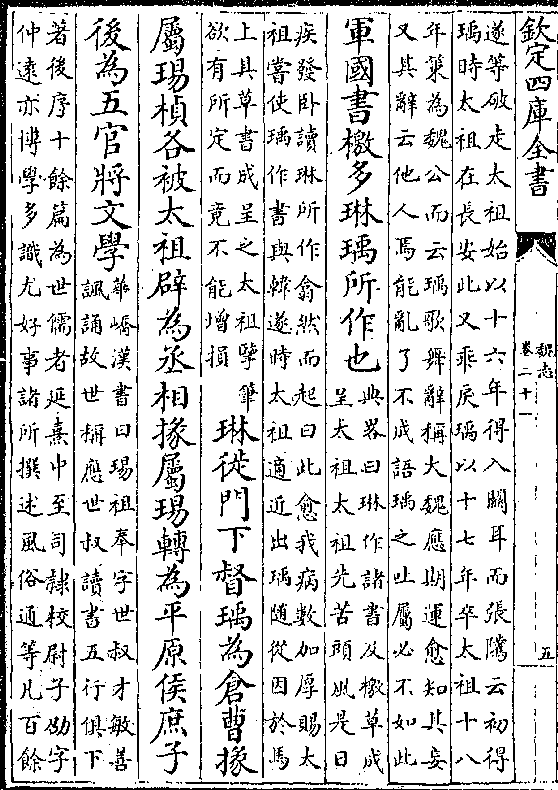 欽定四庫全書
魏志
卷二十一
五
遂等破走太祖始以十六年得入關耳而張隲云初得
瑀時太祖在長安此又乖戾瑀以十七年卒太祖十八
年策為魏公而云瑀歌舞辭稱大魏應期運愈知其妄
又其辭云他人焉能亂了不成語瑀之吐屬必不如此
軍國書檄多琳瑀所作也
典畧曰琳作諸書及檄草成
呈太祖太祖先苦頭風是日
疾發卧讀琳所作翕然而起曰此愈我病數加厚賜太
祖嘗使瑀作書與韓遂時太祖適近出瑀隨從因於馬
上具草書成呈之太祖擥筆
欲有所定而竟不能增損
琳徙門下督瑀為倉曹掾
屬瑒楨各被太祖辟為丞相掾屬瑒轉為平原侯庶子
後為五官將文學
華嶠漢書曰瑒祖奉字世叔才敏善
諷誦故世稱應世叔讀書五行俱下
著後序十餘篇為世儒者延熹中至司隸校尉子劭字
仲遠亦博學多識尤好事諸所撰述風俗通等凡百餘